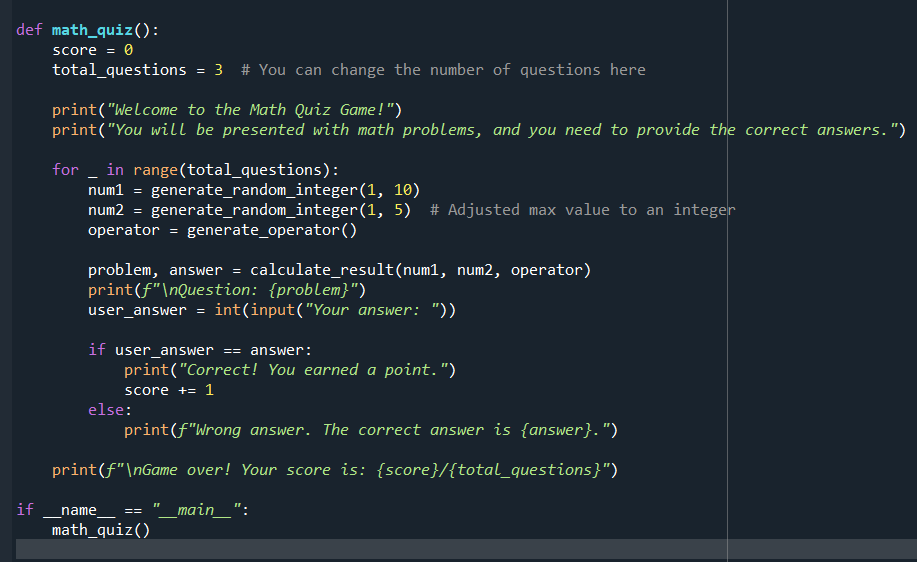 def math_quiz():
    score = 0
    total_questions = 3  # You can change the number of questions here

    print("Welcome to the Math Quiz Game!")
    print("You will be presented with math problems, and you need to provide the correct answers.")

    for _ in range(total_questions):
        num1 = generate_random_integer(1, 10)
        num2 = generate_random_integer(1, 5)  # Adjusted max value to an integer
        operator = generate_operator()

        problem, answer = calculate_result(num1, num2, operator)
        print(f"\nQuestion: {problem}")
        user_answer = int(input("Your answer: "))

        if user_answer == answer:
            print("Correct! You earned a point.")
            score += 1
        else:
            print(f"Wrong answer. The correct answer is {answer}.")

    print(f"\nGame over! Your score is: {score}/{total_questions}")

if __name__ == "__main__":
    math_quiz()